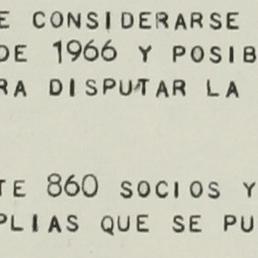 E CONSIDERARSE
DE 1966 Y POSIB
RA DISPUTAR LA
TE 860 SOCIOS Y
PLIAS QUE SE PU